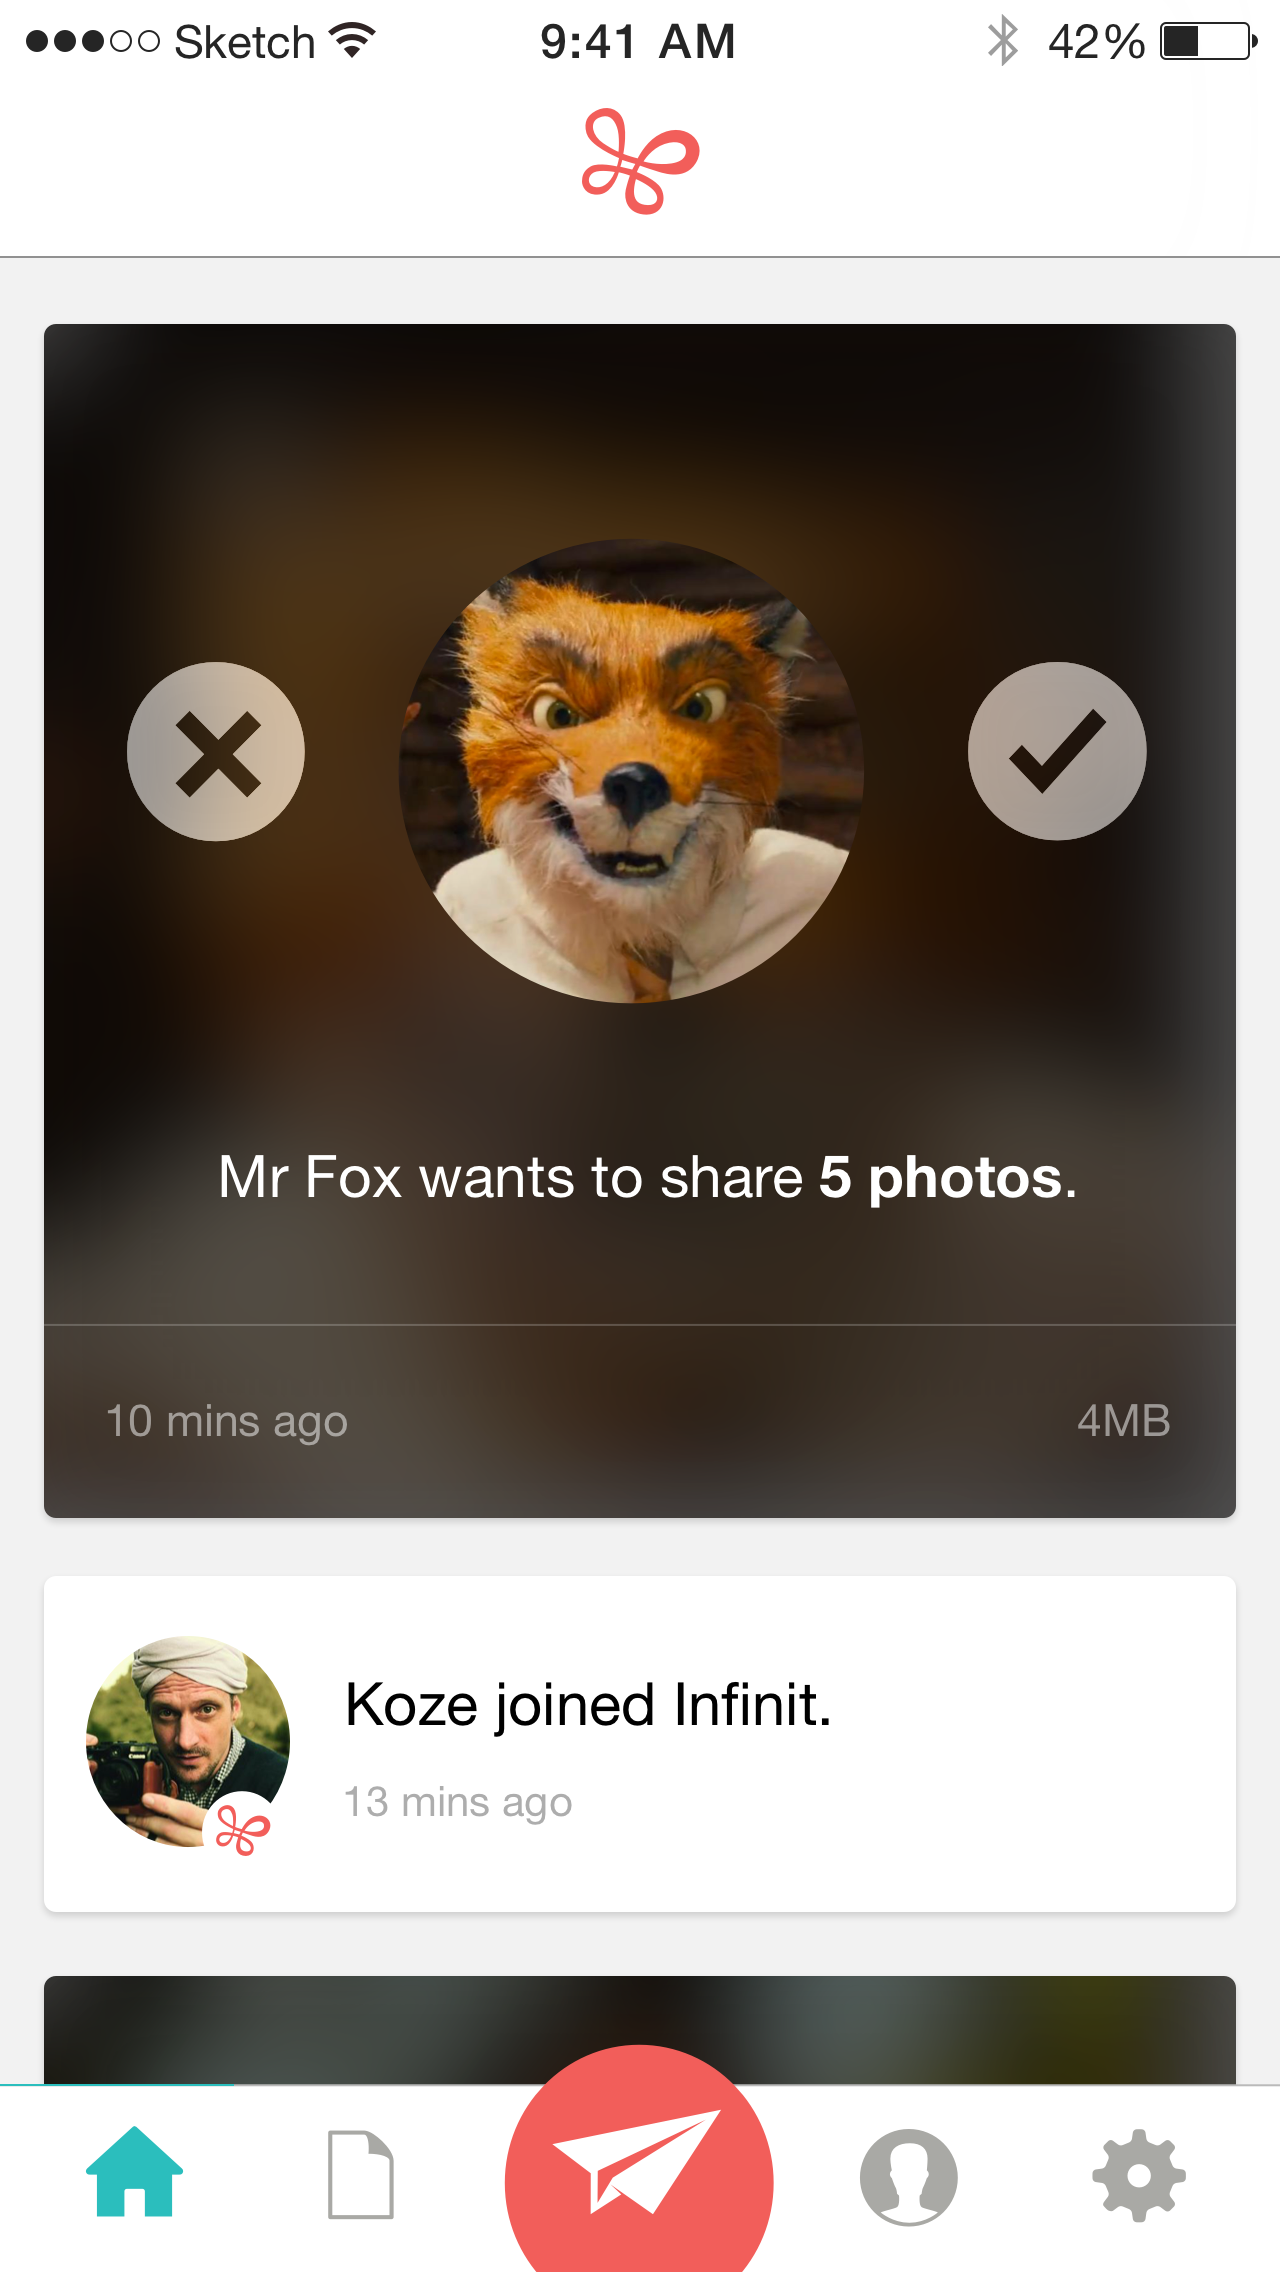 Sketch 9:41 AM 42%
Mr Fox wants to share 5 photos.
10 mins ago 4MB
Koze joined Infinit.
13 mins ago